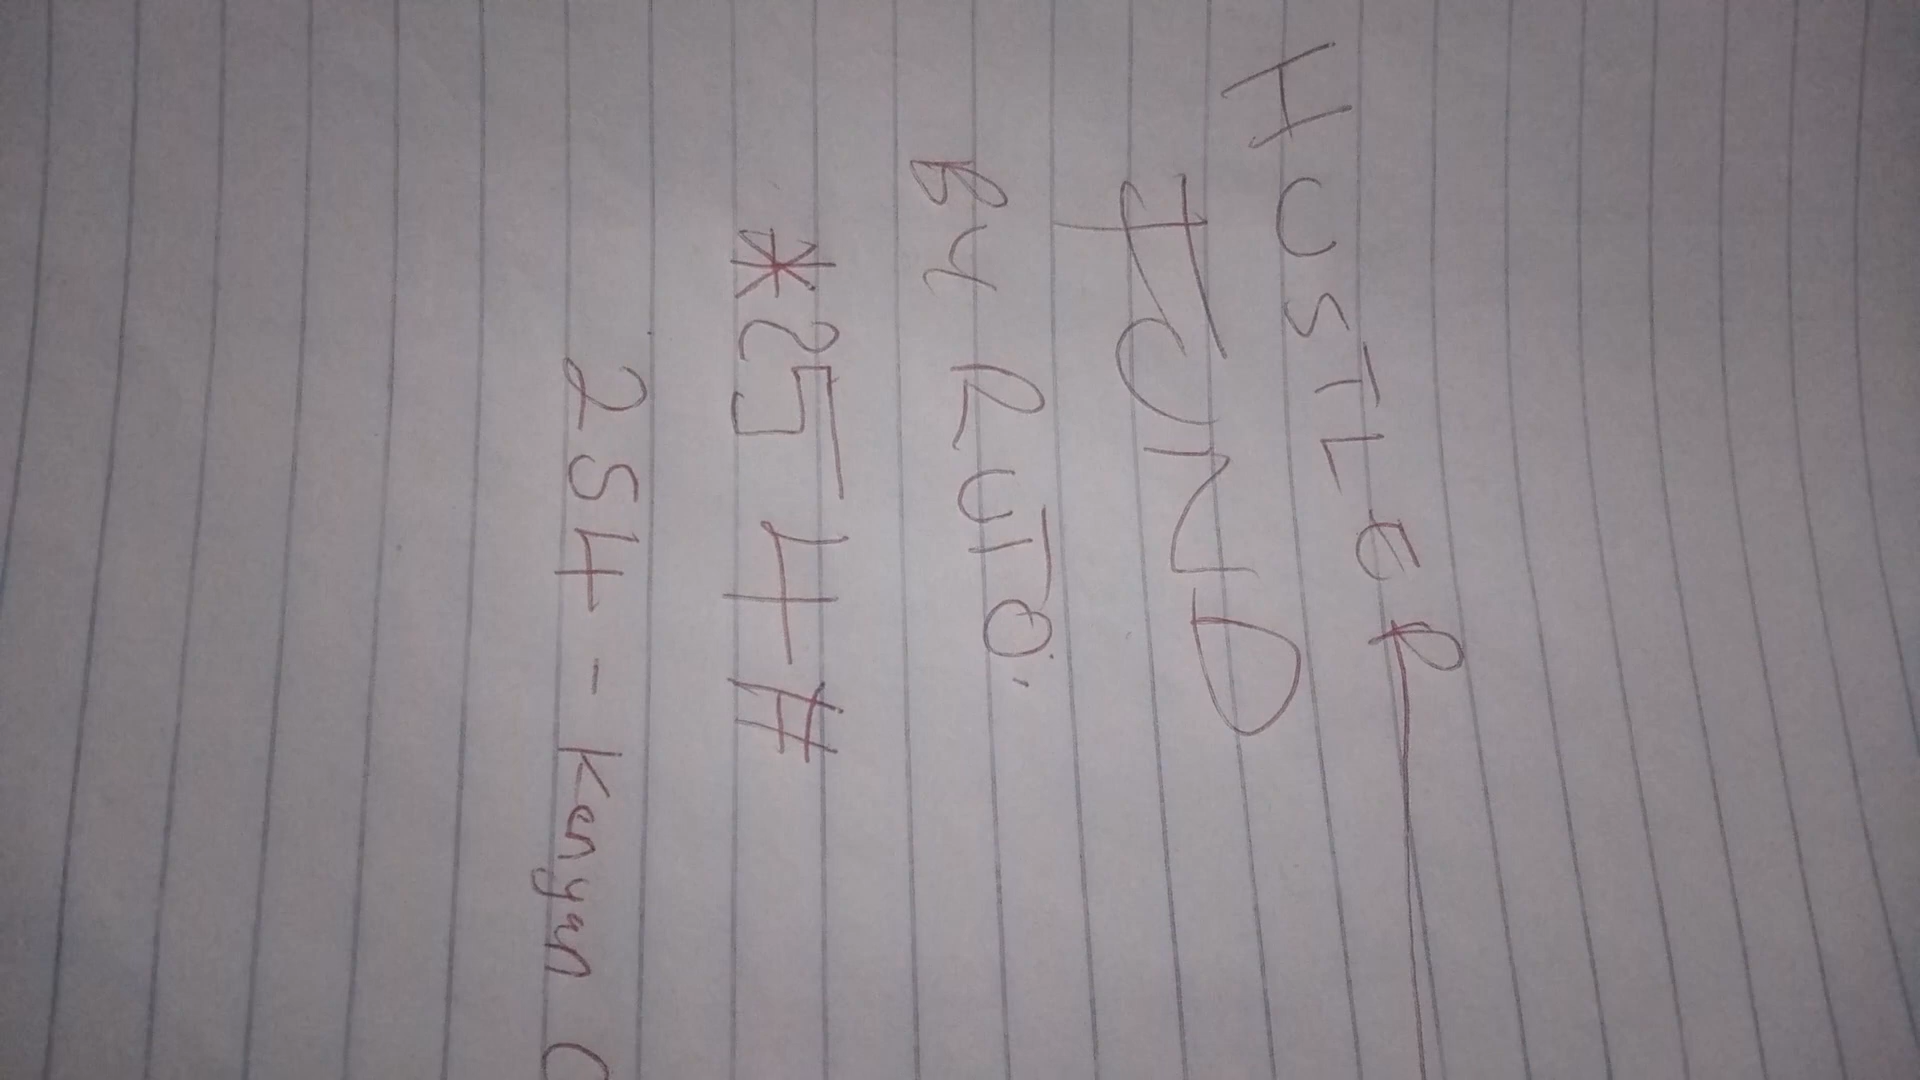 HUSTLER
FUND
By RUTO.
*254#
254 - Kenyan